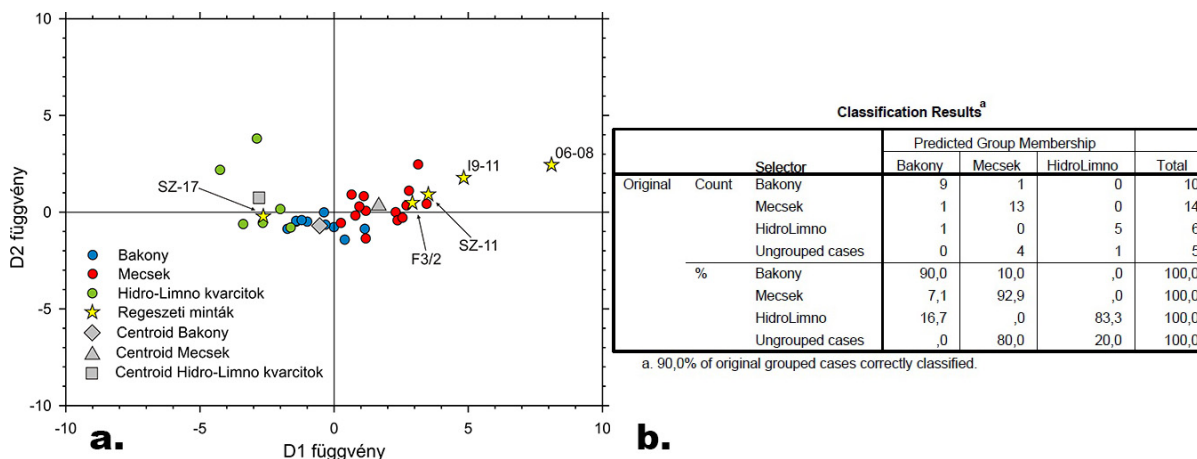 10
5
0
-5
-10
D2 függvény
06-08
I9-11
SZ-17
SZ-11
F3/2
Bakony
Mecsek
Hidro-Limno kvarcitok
Regeszeti minták
Centroid Bakony
Centroid Mecsek
Centroid Hidro-Limno kvarcitok
-10 -5 0 5 10
D1 függvény
a.
Classification Results a
Predicted Group Membership
Selector Bakony Mecsek HidroLimno Total
Original Count Bakony 9 1 0 10
Mecsek 1 13 0 14
HidroLimno 1 0 5 6
Ungrouped cases 0 4 1 5
% Bakony 90,0 10,0 ,0 100,0
Mecsek 7,1 92,9 ,0 100,0
HidroLimno 16,7 ,0 83,3 100,0
Ungrouped cases ,0 80,0 20,0 100,0
a. 90,0% of original grouped cases correctly classified.
b.